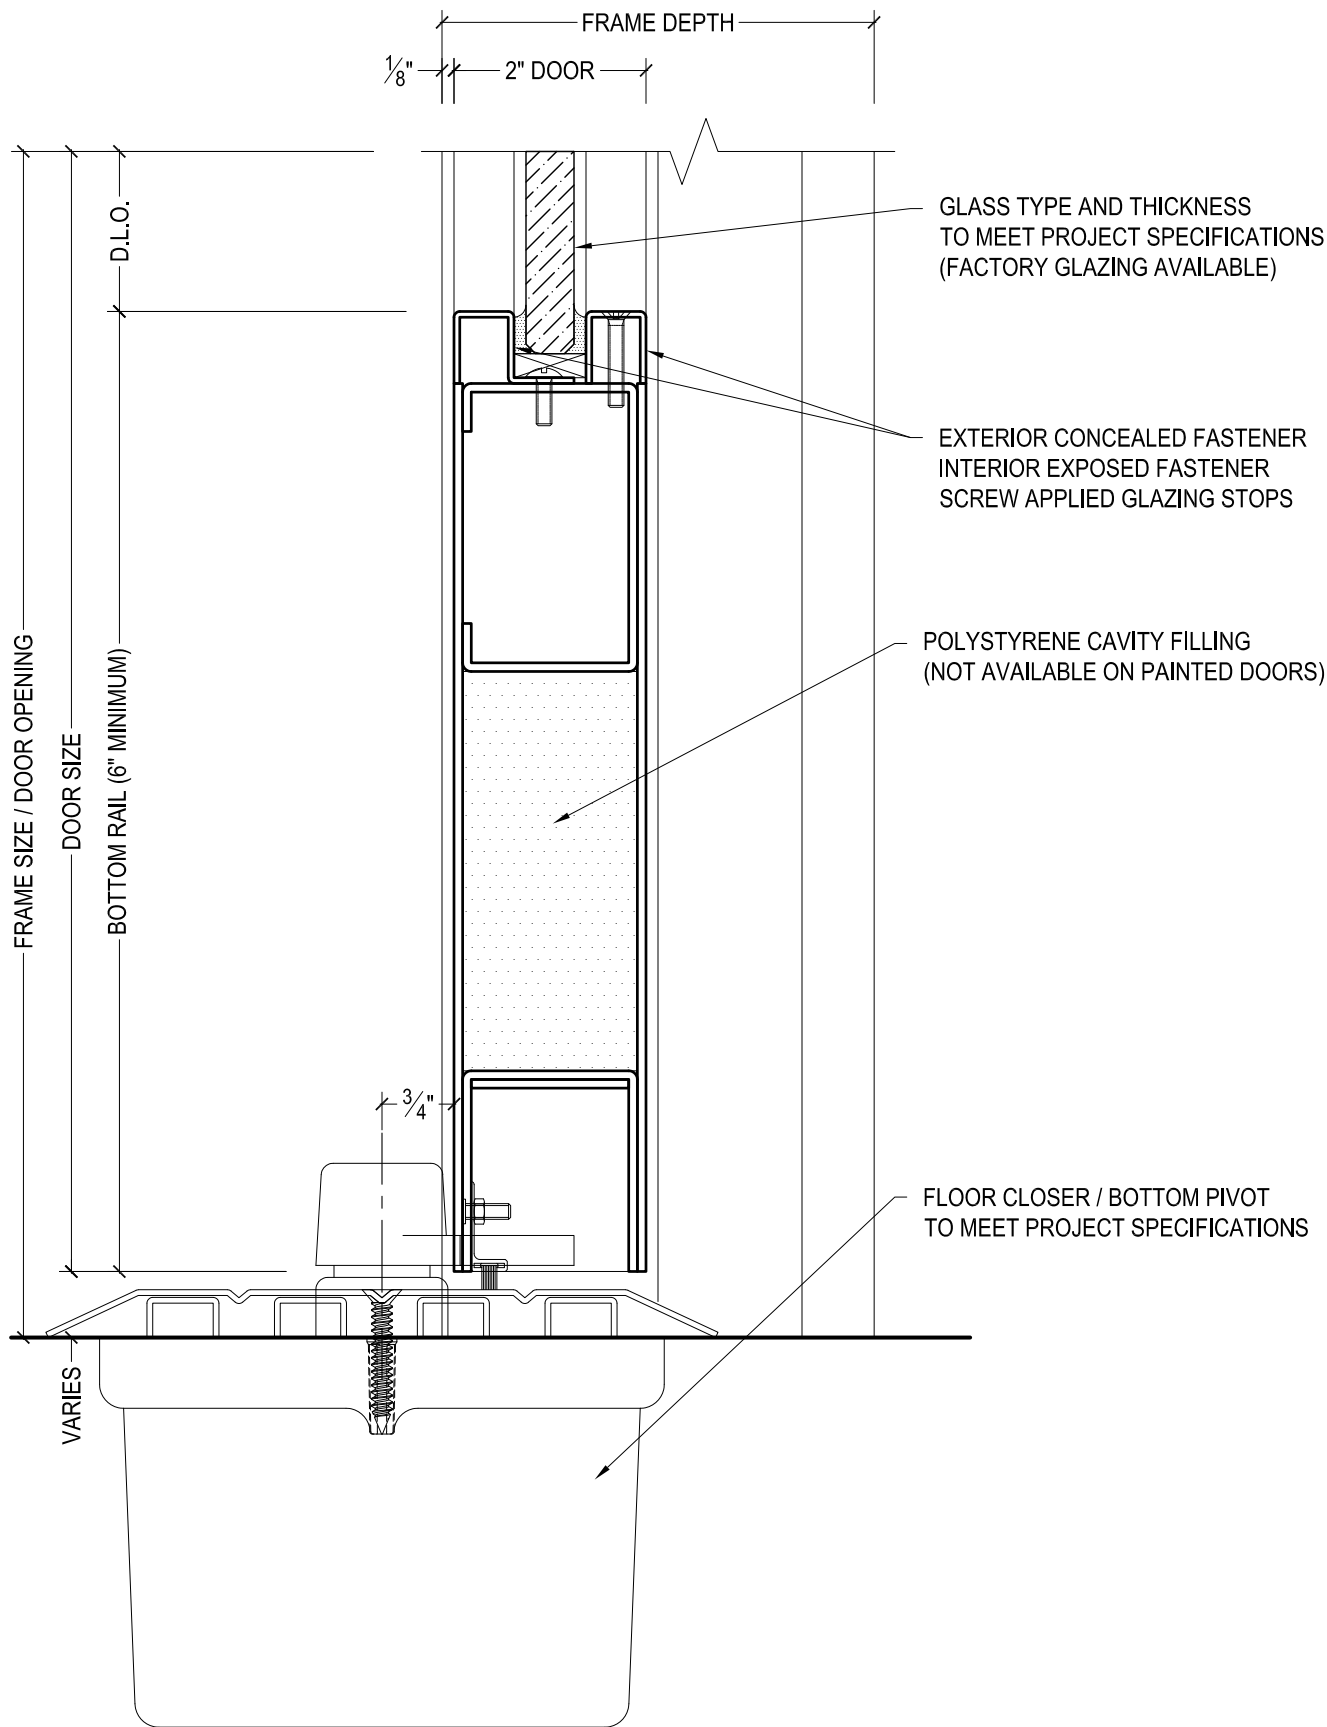 FRAME DEPTH
1/8"
2" DOOR
D.L.O.
GLASS TYPE AND THICKNESS
TO MEET PROJECT SPECIFICATIONS
(FACTORY GLAZING AVAILABLE)
EXTERIOR CONCEALED FASTENER
INTERIOR EXPOSED FASTENER
SCREW APPLIED GLAZING STOPS
FRAME SIZE / DOOR OPENING
DOOR SIZE
BOTTOM RAIL (6" MINIMUM)
POLYSTYRENE CAVITY FILLING
(NOT AVAILABLE ON PAINTED DOORS)
3/4"
FLOOR CLOSER / BOTTOM PIVOT
TO MEET PROJECT SPECIFICATIONS
VARIES